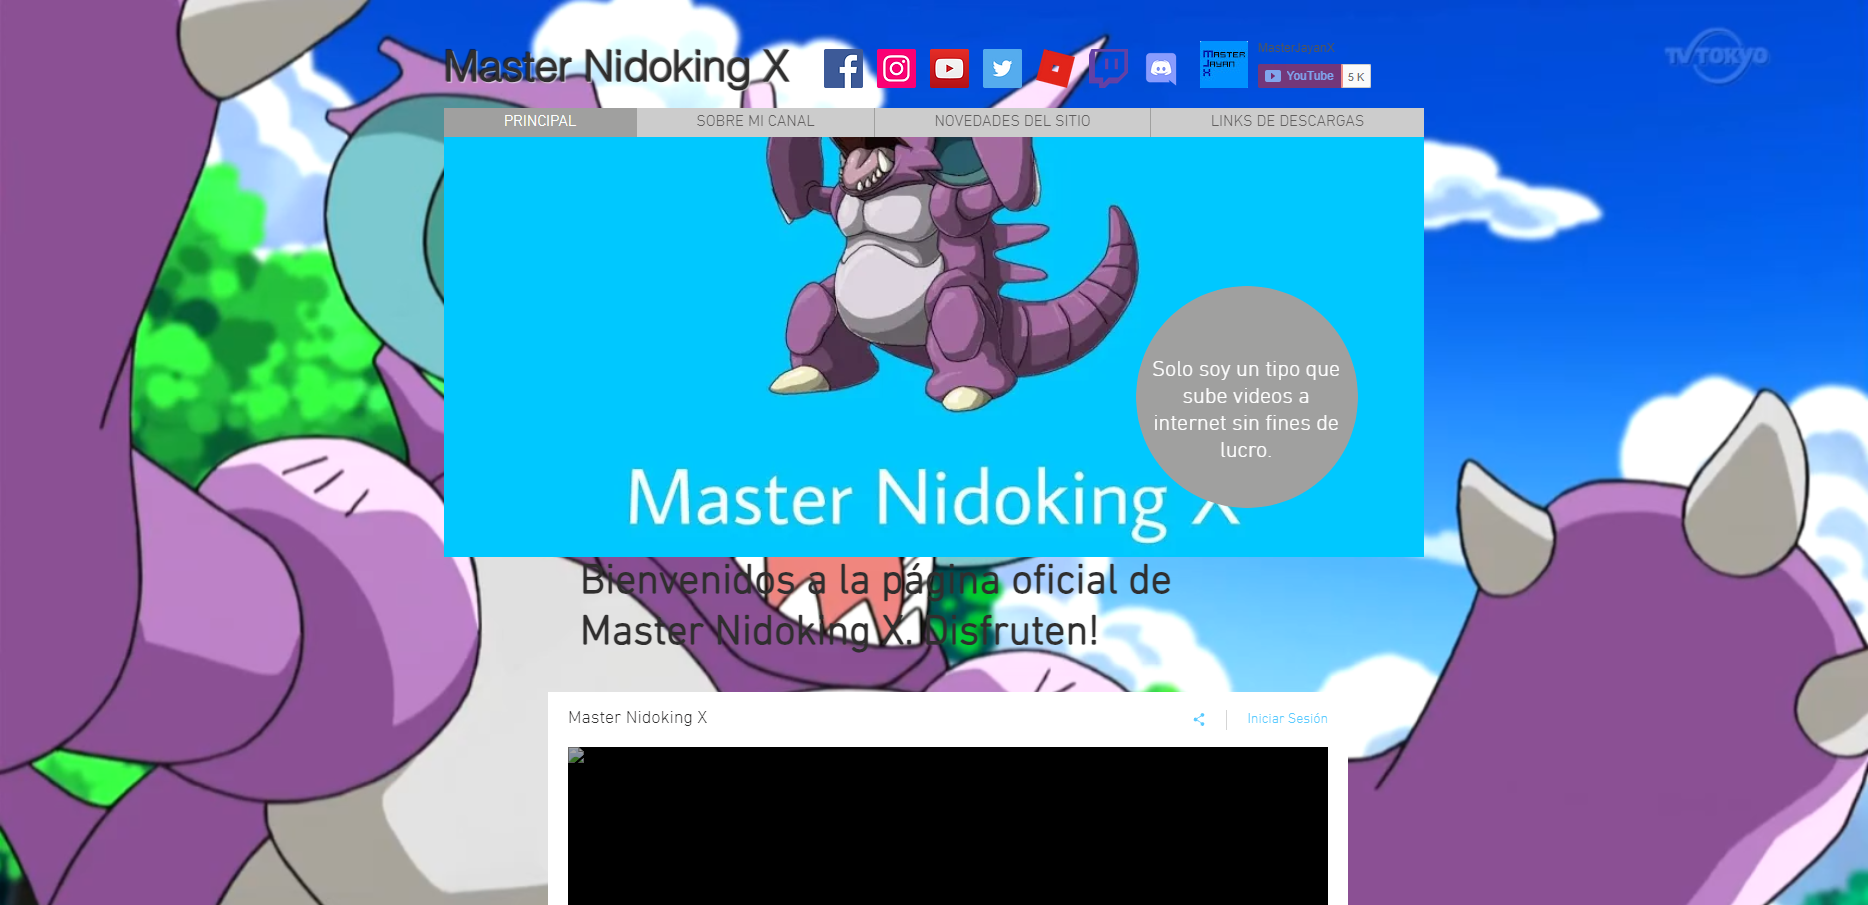 TV TOKYO
Master Nidoking X
MASTER
JAYAN
X
MasterJayanX
YouTube 5 K
PRINCIPAL
SOBRE MI CANAL
NOVEDADES DEL SITIO
LINKS DE DESCARGAS
Solo soy un tipo que
sube videos a
internet sin fines de
lucro.
Master Nidoking X
Bienvenidos a la página oficial de
Master Nidoking X. Disfruten!
Master Nidoking X
Iniciar Sesión